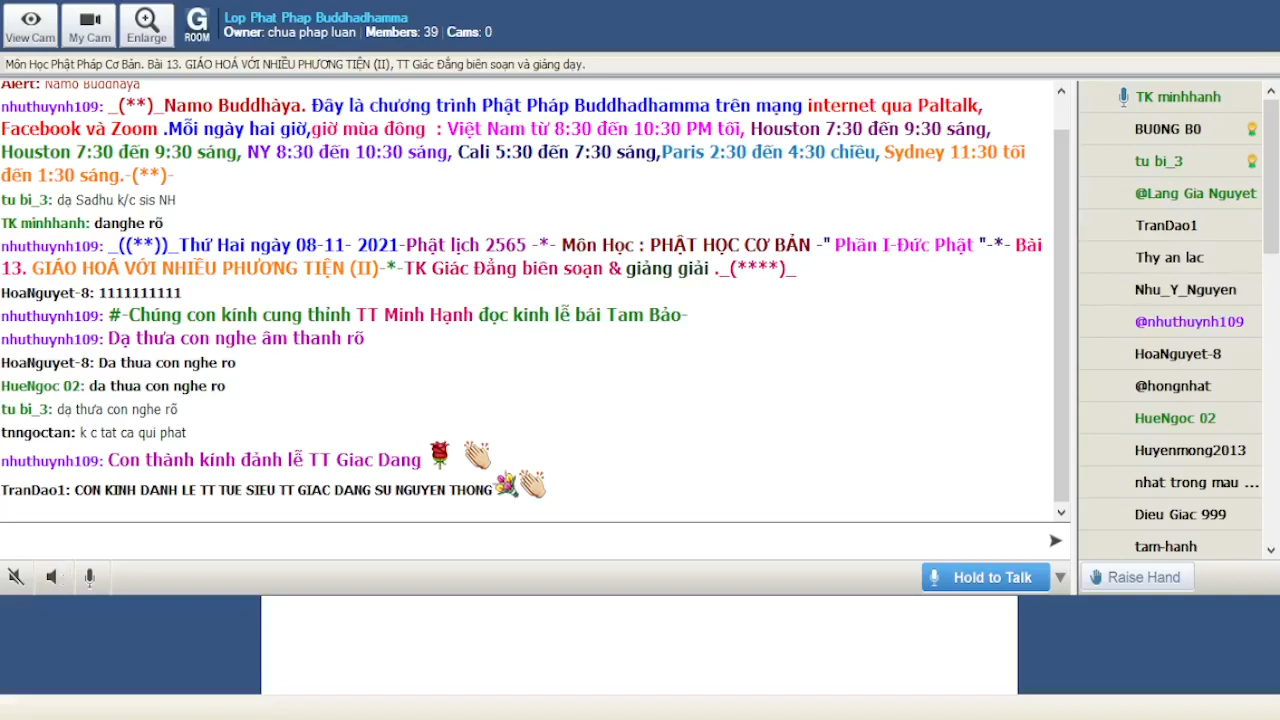 View Cam
My Cam
Enlarge
G
ROOM
Lop Phat Phap Buddhadhamma
Owner: chua phap luan | Members: 39 | Cams: 0
Môn Học Phật Pháp Cơ Bản. Bài 13. GIÁO HOÁ VỚI NHIỀU PHƯƠNG TIỆN (II), TT Giác Đẳng biên soạn và giảng dạy.
Alert: Namo Buddhaya
nhuthuynh109: _(**)_Namo Buddhàya. Đây là chương trình Phật Pháp Buddhadhamma trên mạng internet qua Paltalk,
Facebook và Zoom .Mỗi ngày hai giờ,giờ mùa đông : Việt Nam từ 8:30 đến 10:30 PM tối, Houston 7:30 đến 9:30 sáng,
Houston 7:30 đến 9:30 sáng, NY 8:30 đến 10:30 sáng, Cali 5:30 đến 7:30 sáng,Paris 2:30 đến 4:30 chiều, Sydney 11:30 tối
đến 1:30 sáng.-(**)-
tu bi_3: dạ Sadhu k/c sis NH
TK minhhanh: danghe rõ
nhuthuynh109: _((**))_Thứ Hai ngày 08-11- 2021-Phật lịch 2565 -*- Môn Học : PHẬT HỌC CƠ BẢN -" Phần I-Đức Phật "-*- Bài
13. GIÁO HOÁ VỚI NHIỀU PHƯƠNG TIỆN (II)-*-TK Giác Đẳng biên soạn & giảng giải ._(****)_
HoaNguyet-8: 1111111111
nhuthuynh109: #-Chúng con kính cung thỉnh TT Minh Hạnh đọc kinh lễ bái Tam Bảo-
nhuthuynh109: Dạ thưa con nghe âm thanh rõ
HoaNguyet-8: Da thua con nghe ro
HueNgoc 02: da thua con nghe ro
tu bi_3: dạ thưa con nghe rõ
tnngoctan: k c tat ca qui phat
nhuthuynh109: Con thành kính đảnh lễ TT Giac Dang
TranDao1: CON KINH DANH LE TT TUE SIEU TT GIAC DANG SU NGUYEN THONG
Hold to Talk
TK minhhanh
BU0NG B0
tu bi_3
@Lang Gia Nguyet
TranDao1
Thy an lac
Nhu_Y_Nguyen
@nhuthuynh109
HoaNguyet-8
@hongnhat
HueNgoc 02
Huyenmong2013
nhat trong mau ...
Dieu Giac 999
tam-hanh
Raise Hand